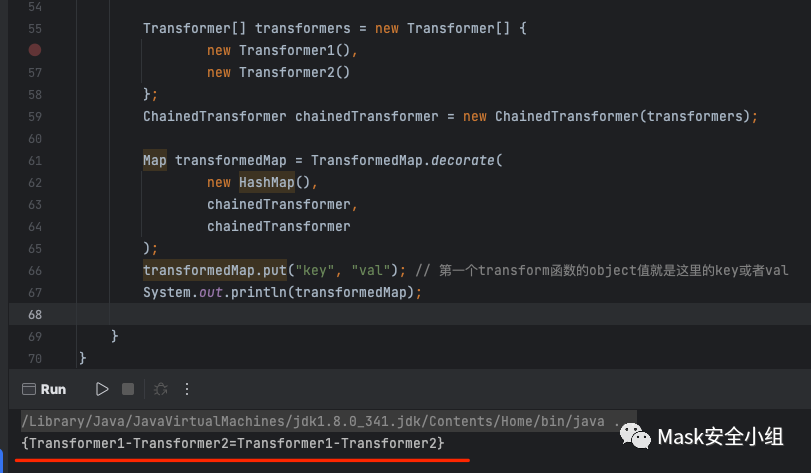 54
55 Transformer[] transformers = new Transformer[] {
new Transformer1(),
57 new Transformer2()
58 };
59 ChainedTransformer chainedTransformer = new ChainedTransformer(transformers);
60
61 Map transformedMap = TransformedMap.decorate(
62 new HashMap(),
63 chainedTransformer,
64 chainedTransformer
65 );
66 transformedMap.put("key", "val"); // 第一个transform函数的object值就是这里的key或者val
67 System.out.println(transformedMap);
68
69 }
70 }
Run
/Library/Java/JavaVirtualMachines/jdk1.8.0_341.jdk/Contents/Home/bin/java ...
{Transformer1-Transformer2=Transformer1-Transformer2}
Mask安全小组